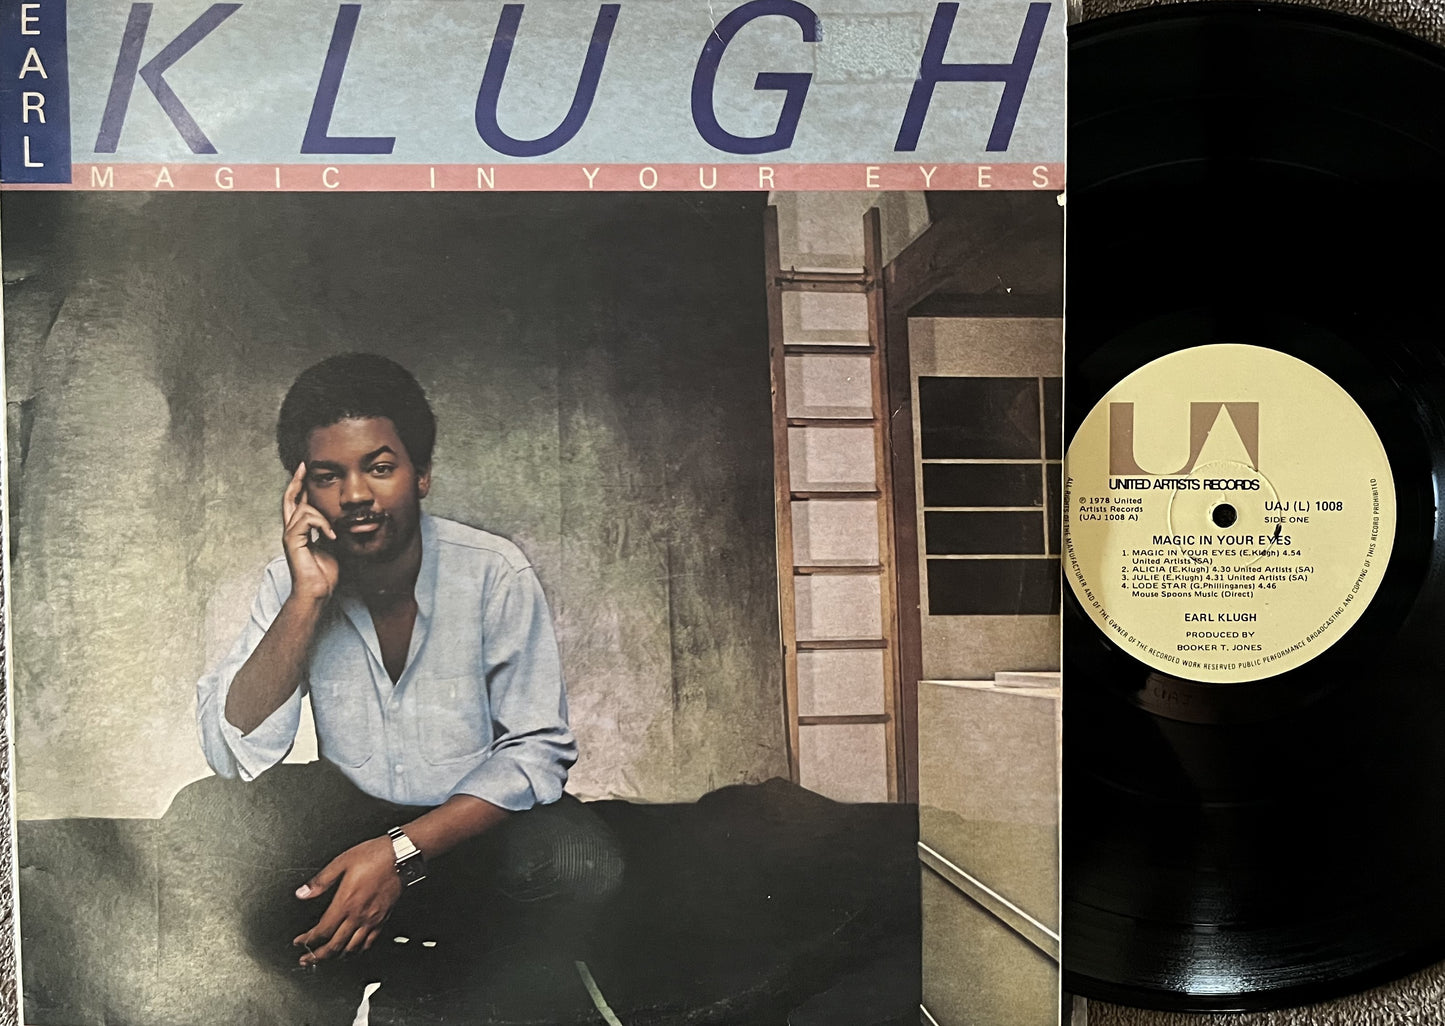 EARL
KLUGH
MAGIC IN YOUR EYES
UA
UNITED ARTISTS RECORDS
℗ 1978 United
Artists Records
(UAJ 1008 A)
UAJ (L) 1008
SIDE ONE
MAGIC IN YOUR EYES
1. MAGIC IN YOUR EYES (E.Klugh) 4.54
United Artists (SA)
2. ALICIA (E.Klugh) 4.30 United Artists (SA)
3. JULIE (E.Klugh) 4.31 United Artists (SA)
4. LODE STAR (G.Phillinganes) 4.46
Mouse Spoons Music (Direct)
EARL KLUGH
PRODUCED BY
BOOKER T. JONES
ALL RIGHTS OF THE MANUFACTURER AND OF THE OWNER OF THE RECORDED WORK RESERVED PUBLIC PERFORMANCE BROADCASTING AND COPYING OF THIS RECORD PROHIBITED
UAJ